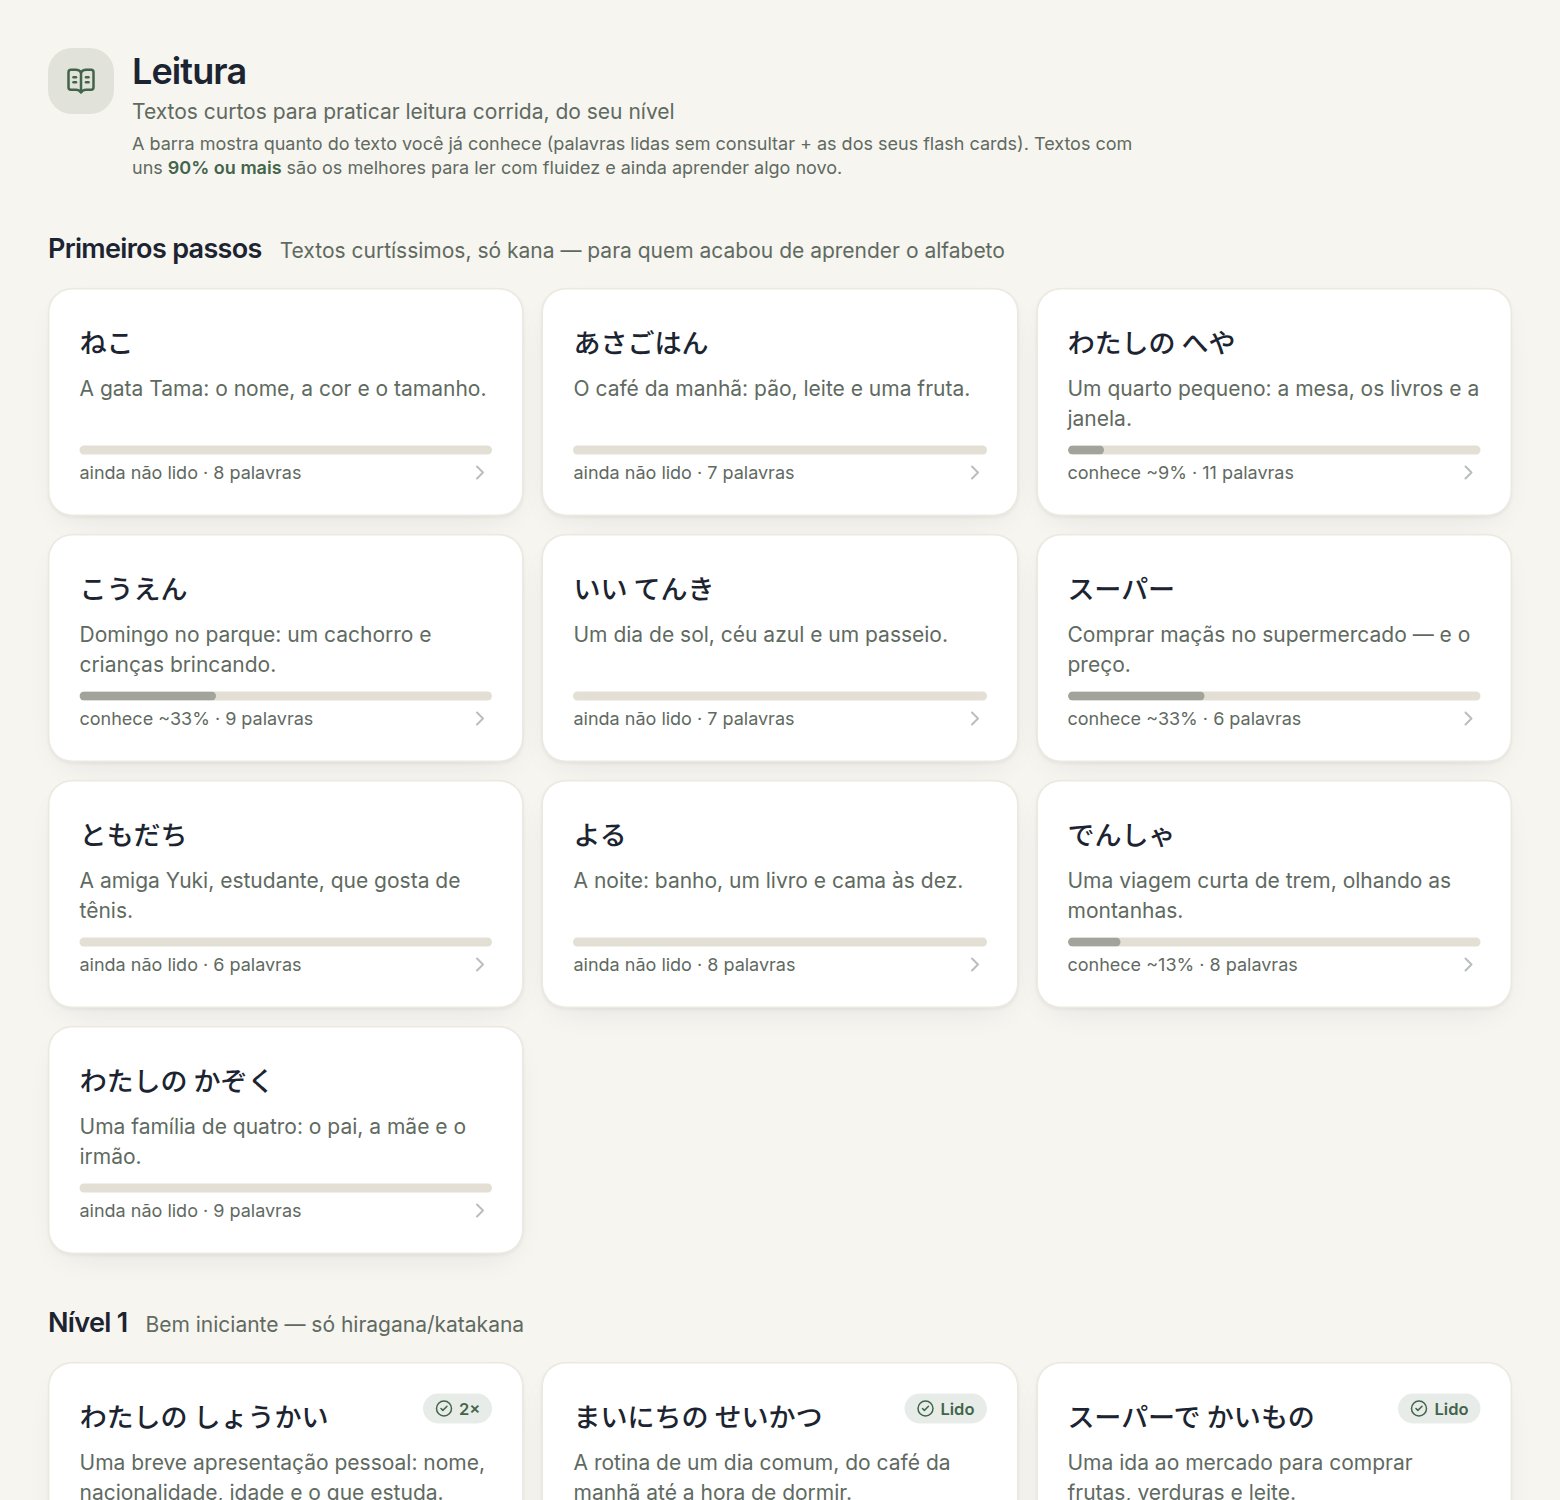 Leitura
Textos curtos para praticar leitura corrida, do seu nível
A barra mostra quanto do texto você já conhece (palavras lidas sem consultar + as dos seus flash cards). Textos com
uns 90% ou mais são os melhores para ler com fluidez e ainda aprender algo novo.
Primeiros passos Textos curtíssimos, só kana — para quem acabou de aprender o alfabeto
ねこ
A gata Tama: o nome, a cor e o tamanho.
ainda não lido · 8 palavras
あさごはん
O café da manhã: pão, leite e uma fruta.
ainda não lido · 7 palavras
わたしの へや
Um quarto pequeno: a mesa, os livros e a
janela.
conhece ~9% · 11 palavras
こうえん
Domingo no parque: um cachorro e
crianças brincando.
conhece ~33% · 9 palavras
いい てんき
Um dia de sol, céu azul e um passeio.
ainda não lido · 7 palavras
スーパー
Comprar maçãs no supermercado — e o
preço.
conhece ~33% · 6 palavras
ともだち
A amiga Yuki, estudante, que gosta de
tênis.
ainda não lido · 6 palavras
よる
A noite: banho, um livro e cama às dez.
ainda não lido · 8 palavras
でんしゃ
Uma viagem curta de trem, olhando as
montanhas.
conhece ~13% · 8 palavras
わたしの かぞく
Uma família de quatro: o pai, a mãe e o
irmão.
ainda não lido · 9 palavras
Nível 1 Bem iniciante — só hiragana/katakana
わたしの しょうかい
2×
Uma breve apresentação pessoal: nome,
nacionalidade, idade e o que estuda.
まいにちの せいかつ
Lido
A rotina de um dia comum, do café da
manhã até a hora de dormir.
スーパーで かいもの
Lido
Uma ida ao mercado para comprar
frutas, verduras e leite.